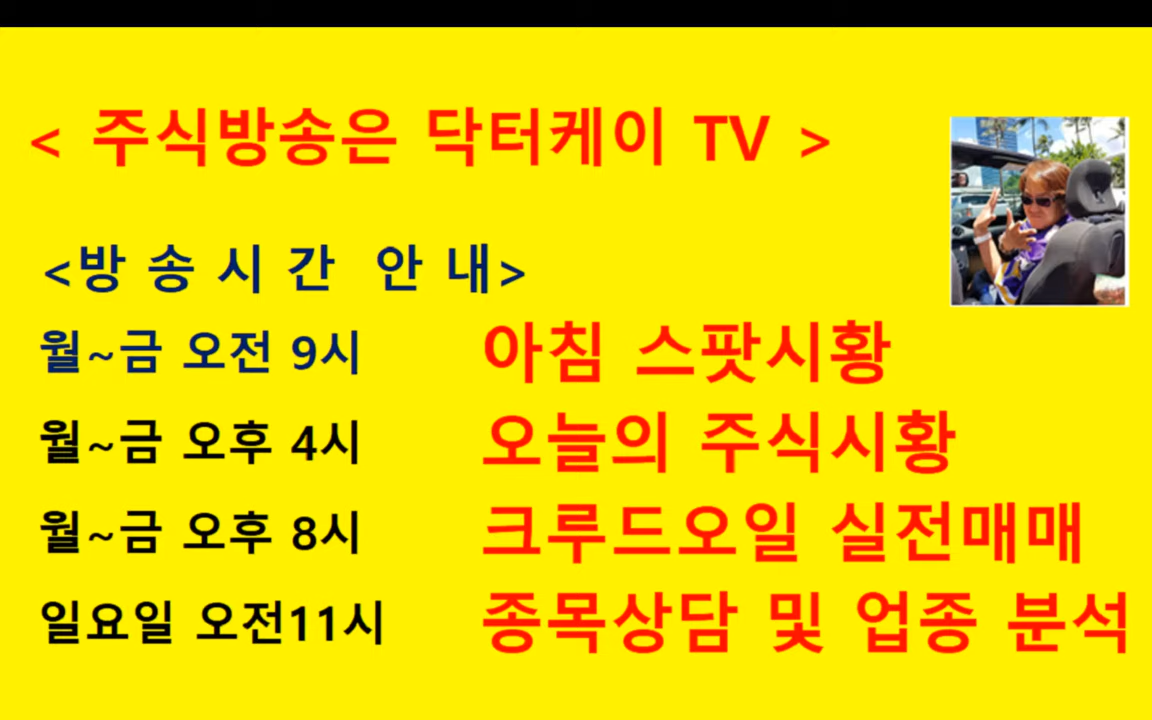 < 주식방송은 닥터케이 TV >
<방 송 시 간 안 내>
월~금 오전 9시 아침 스팟시황
월~금 오후 4시 오늘의 주식시황
월~금 오후 8시 크루드오일 실전매매
일요일 오전11시 종목상담 및 업종 분석